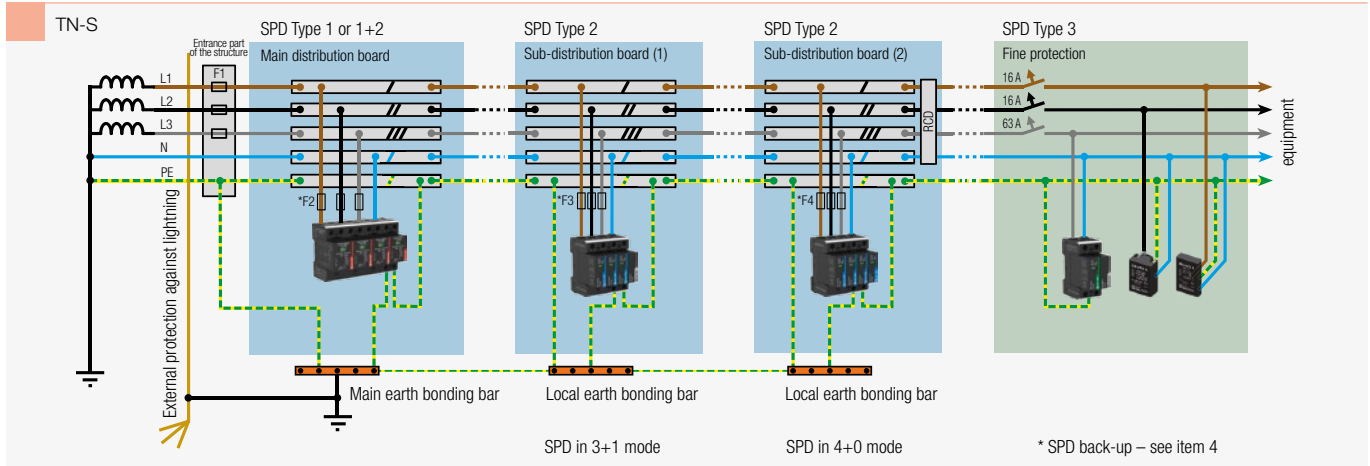 TN-S
SPD Type 1 or 1+2
SPD Type 2
SPD Type 2
SPD Type 3
Entrance part
of the structure
Main distribution board
Sub-distribution board (1)
Sub-distribution board (2)
Fine protection
L1
F1
16 A
L2
16 A
L3
63 A
N
PE
RCD
equipment
*F2
*F3
*F4
External protection against lightning
Main earth bonding bar
Local earth bonding bar
Local earth bonding bar
SPD in 3+1 mode
SPD in 4+0 mode
* SPD back-up – see item 4